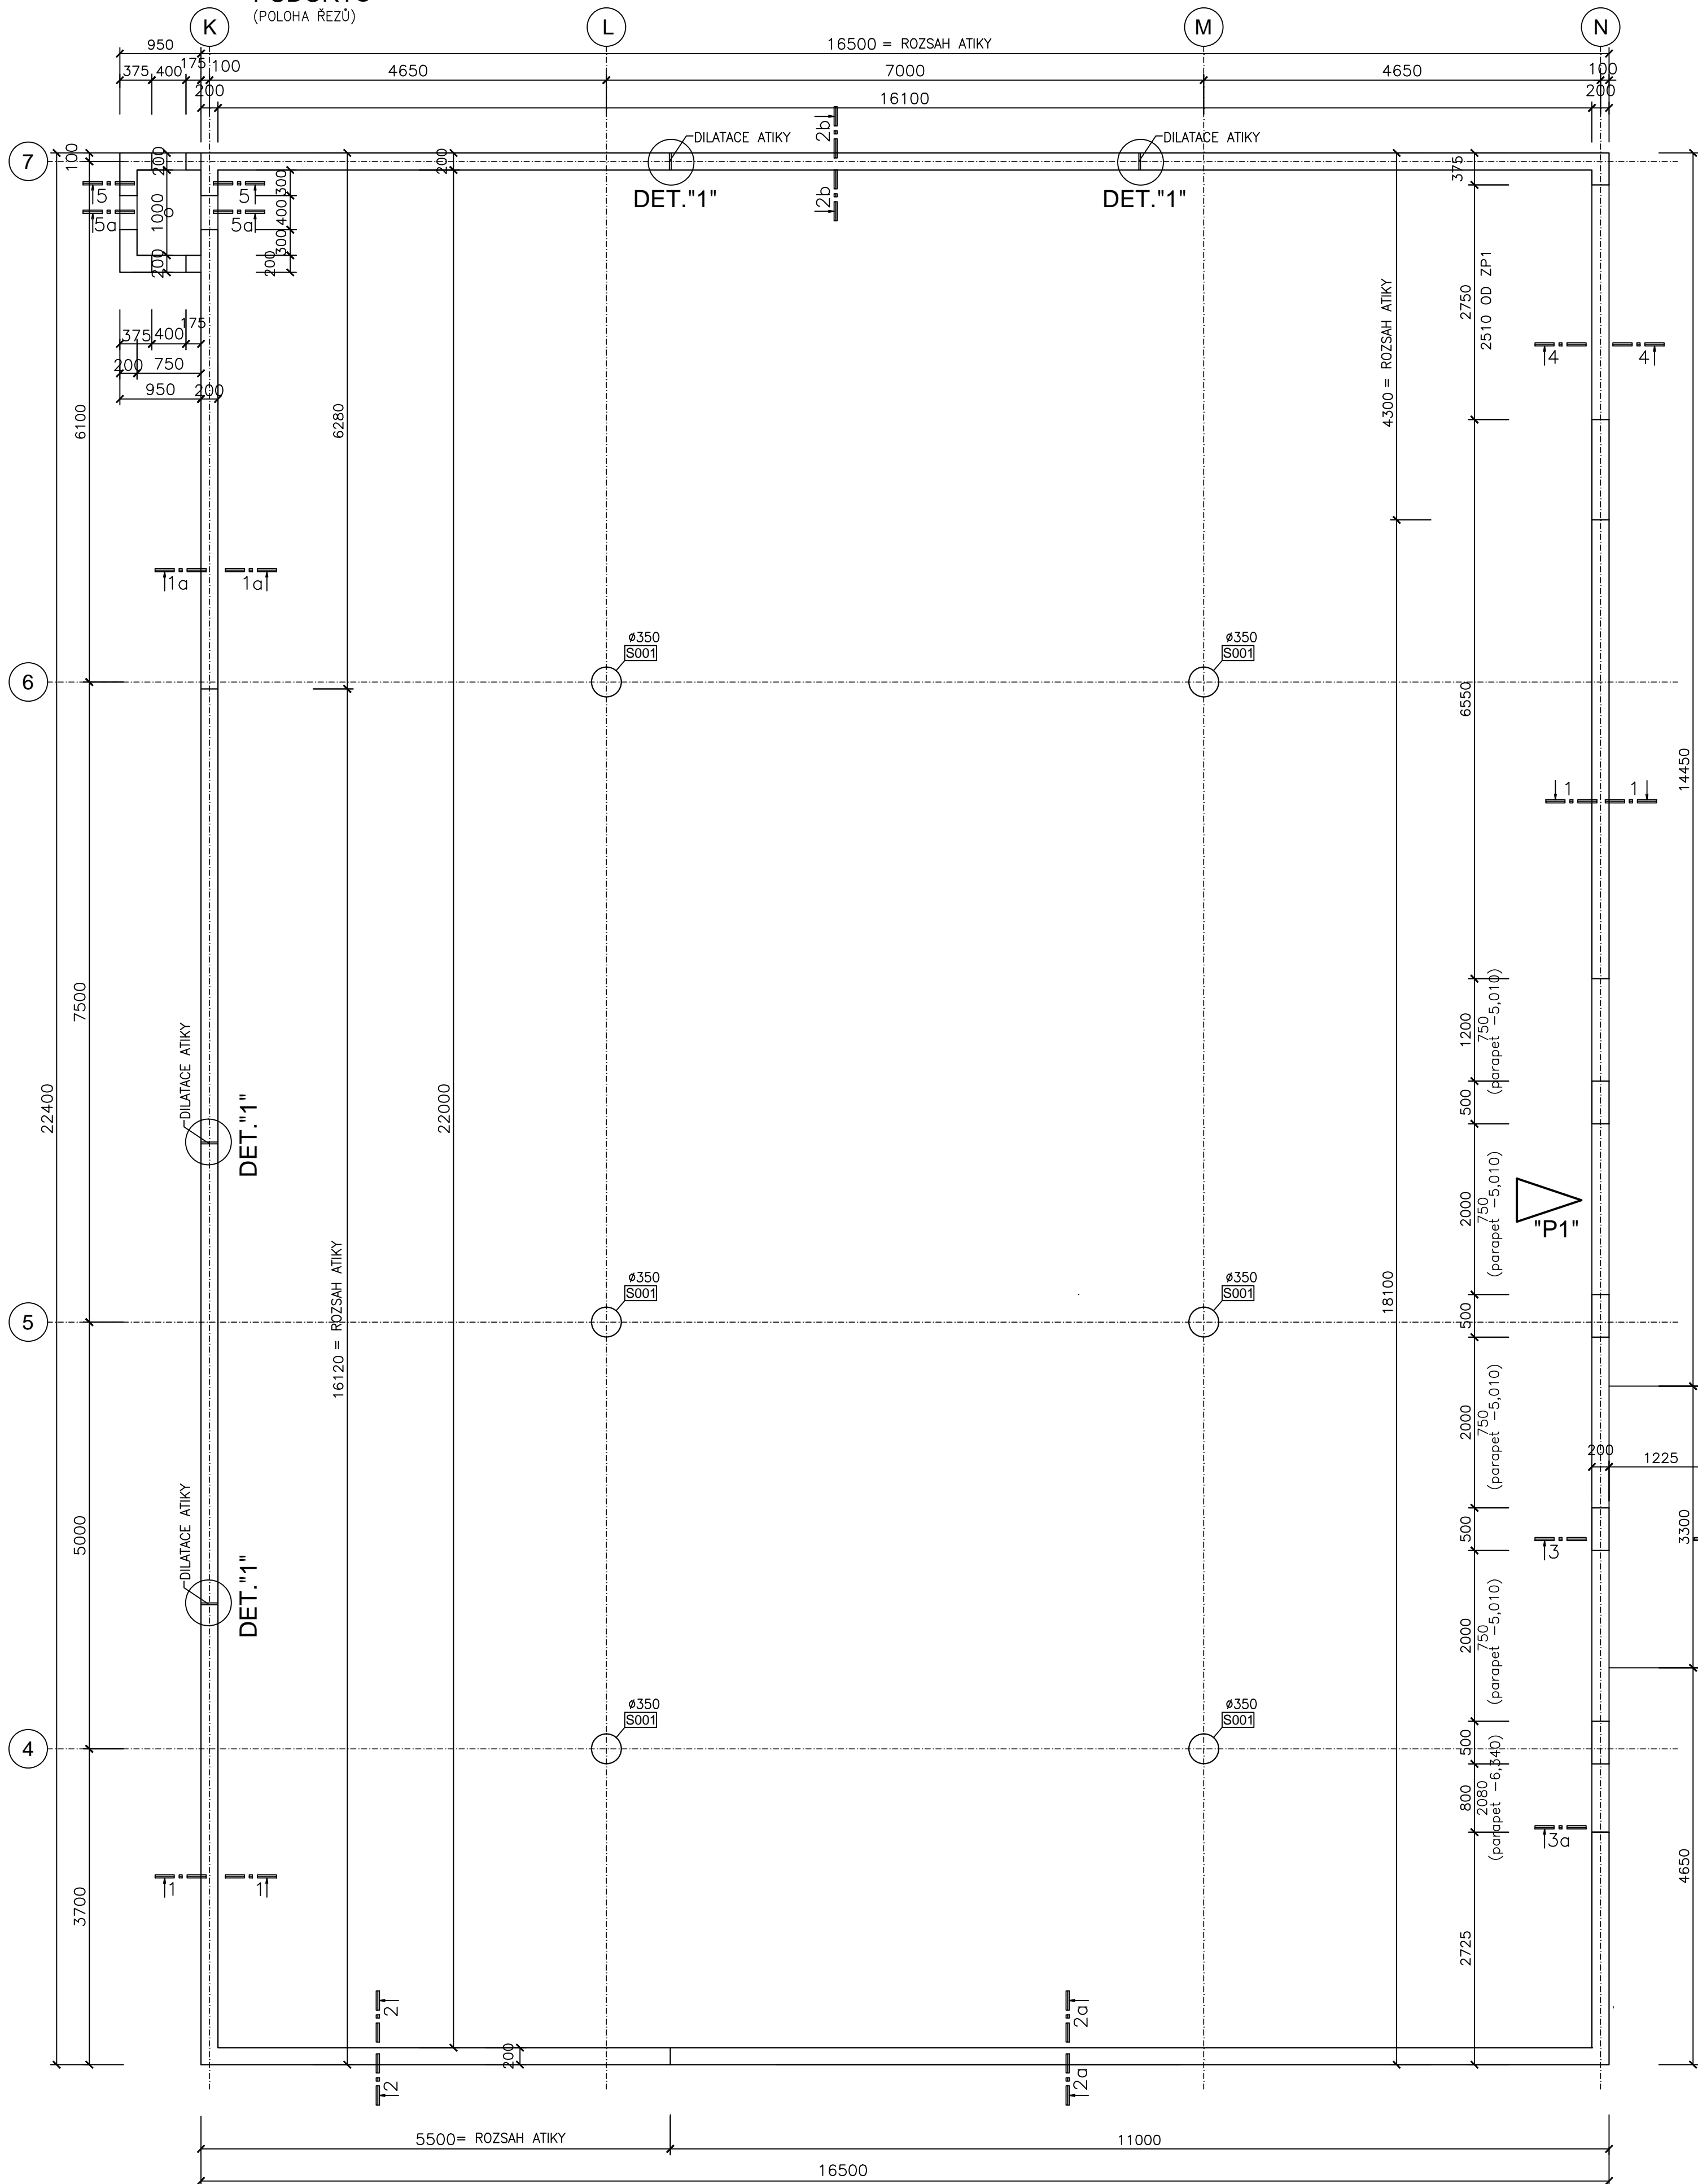 (POLOHA ŘEZŮ)
K
L
M
N
950
16500 = ROZSAH ATIKY
375
400
175
100
4650
7000
4650
100
200
16100
200
7
100
200
200
2b
DILATACE ATIKY
DILATACE ATIKY
375
DET."1"
DET."1"
2b
5
5
5a
5a
1000
300
400
300
200
200
2750
2510 OD ZP1
4300 = ROZSAH ATIKY
375
400
175
200
750
950
200
4
4
6100
6280
1a
1a
ø350
S001
ø350
S001
6
6550
14450
1
1
7500
1200
750
(parapet -5,010)
DILATACE ATIKY
DET."1"
22400
22000
500
2000
750
(parapet -5,010)
"P1"
16120 = ROZSAH ATIKY
18100
ø350
S001
ø350
S001
5
500
2000
750
(parapet -5,010)
200
1225
DILATACE ATIKY
DET."1"
5000
500
3300
3
2000
750
(parapet -5,010)
ø350
S001
ø350
S001
4
500
800
2080
(parapet -6,340)
3a
1
1
3700
4650
2725
2
2a
200
2
2a
5500= ROZSAH ATIKY
11000
16500